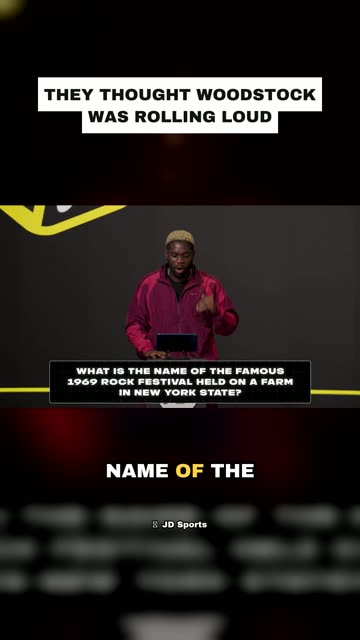 THEY THOUGHT WOODSTOCK
WAS ROLLING LOUD
WHAT IS THE NAME OF THE FAMOUS
1969 ROCK FESTIVAL HELD ON A FARM
IN NEW YORK STATE?
NAME OF THE
JD Sports